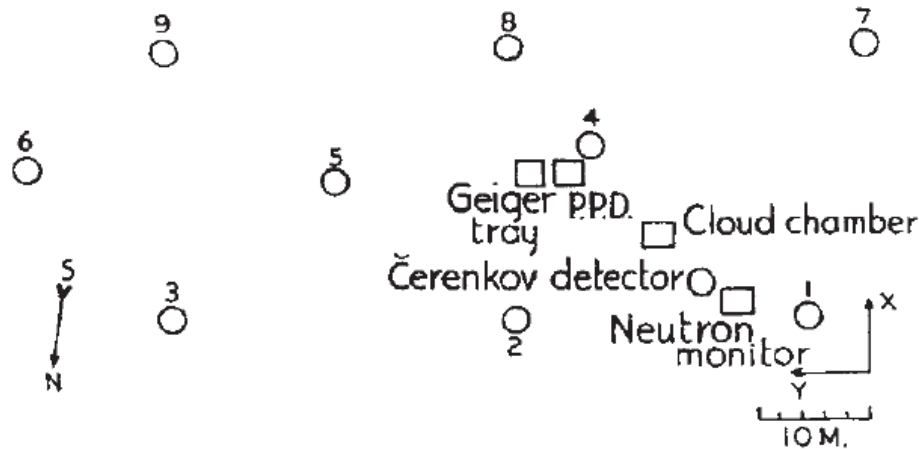 9
8
7
4
6
5
Geiger P.P.D.
tray
Cloud chamber
S
Čerenkov detector
3
1
X
2
Neutron
monitor
N
Y
10 M.